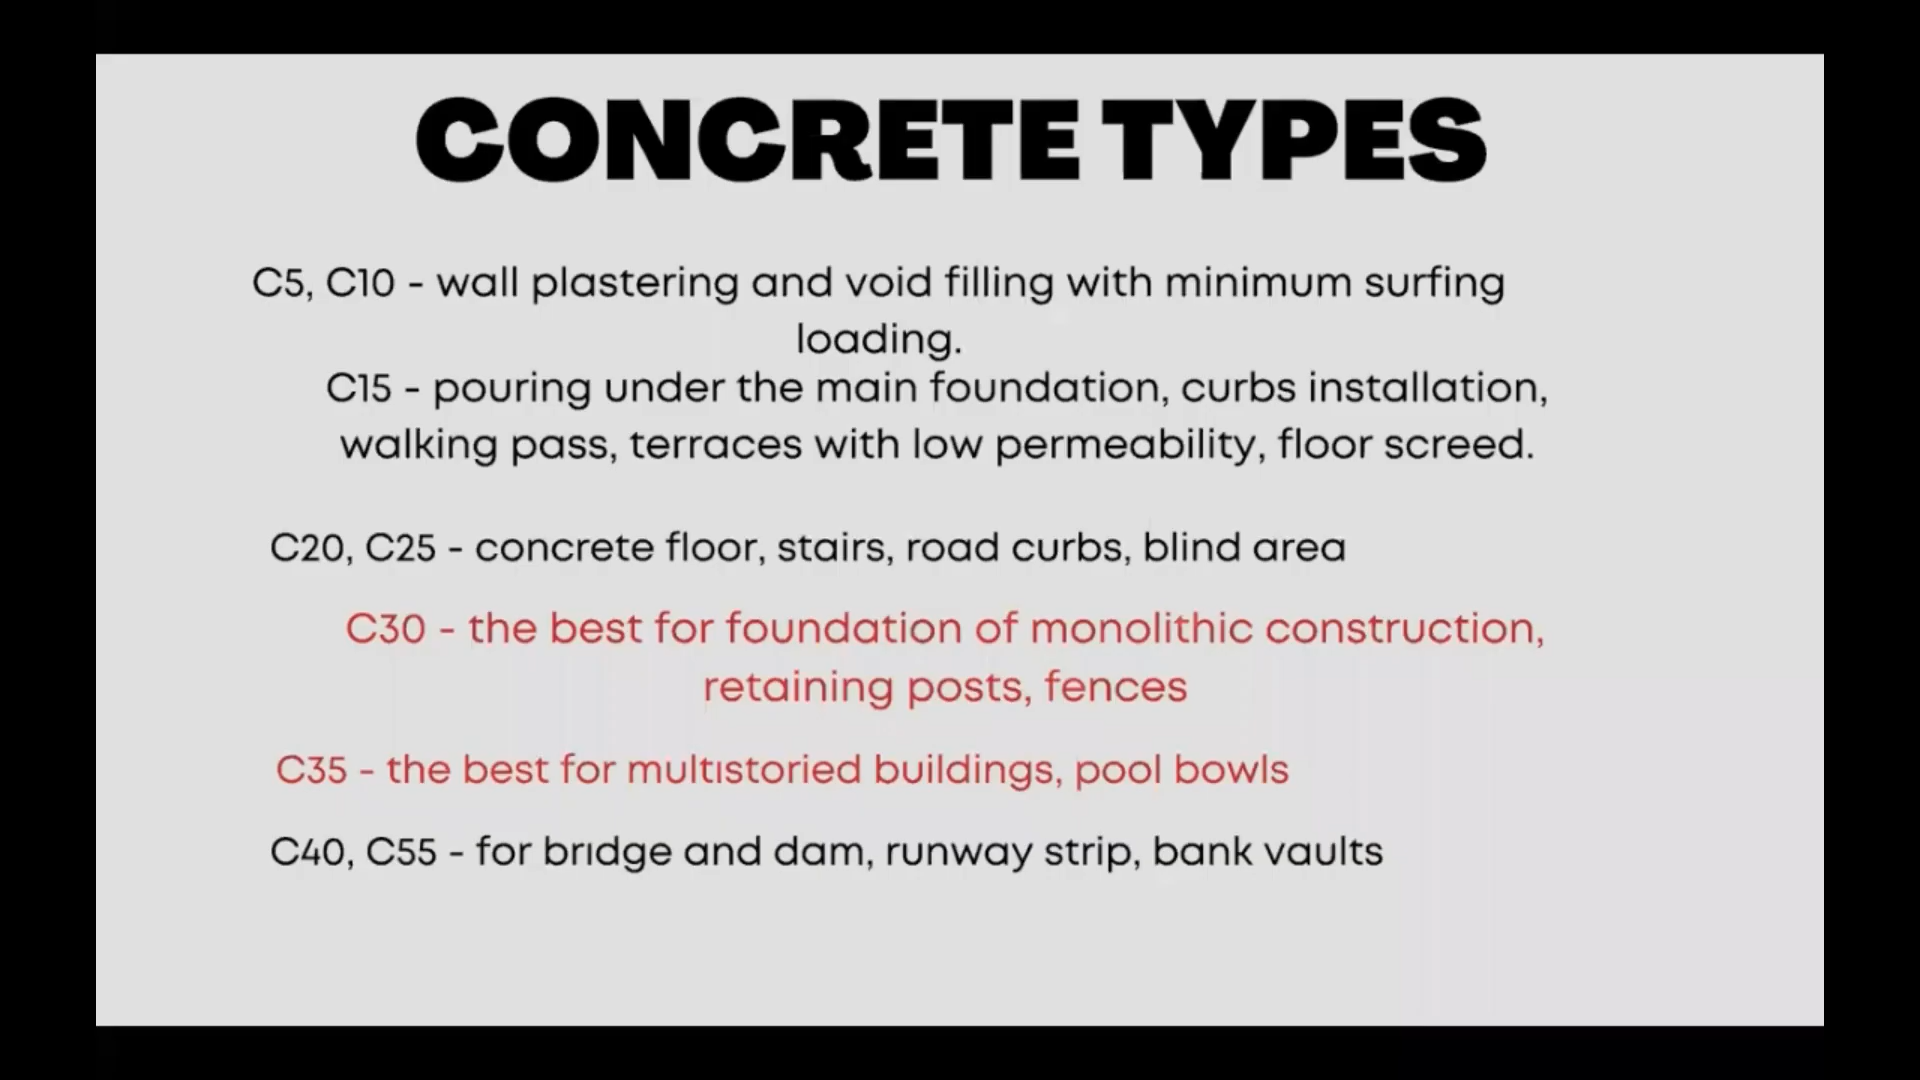 CONCRETE TYPES
C5, C10 - wall plastering and void filling with minimum surfing
loading.
C15 - pouring under the main foundation, curbs installation,
walking pass, terraces with low permeability, floor screed.
C20, C25 - concrete floor, stairs, road curbs, blind area
C30 - the best for foundation of monolithic construction,
retaining posts, fences
C35 - the best for multıstoried buildings, pool bowls
C40, C55 - for brıdge and dam, runway strip, bank vaults